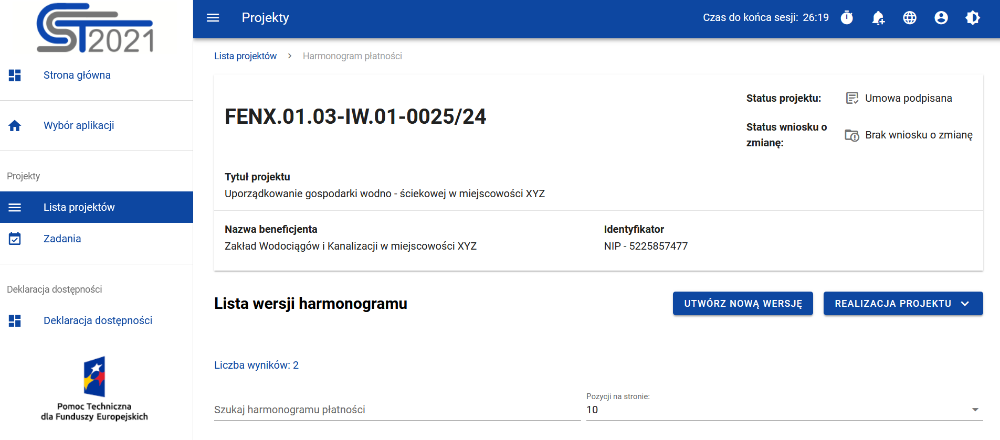 CST2021
Strona główna
Wybór aplikacji
Projekty
Lista projektów
Zadania
Deklaracja dostępności
Deklaracja dostępności
Pomoc Techniczna
dla Funduszy Europejskich
Projekty
Czas do końca sesji: 26:19
Lista projektów > Harmonogram płatności
FENX.01.03-IW.01-0025/24
Status projektu: Umowa podpisana
Status wniosku o
zmianę:
Brak wniosku o zmianę
Tytuł projektu
Uporządkowanie gospodarki wodno - ściekowej w miejscowości XYZ
Nazwa beneficjenta
Zakład Wodociągów i Kanalizacji w miejscowości XYZ
Identyfikator
NIP - 5225857477
Lista wersji harmonogramu
UTWÓRZ NOWĄ WERSJĘ
REALIZACJA PROJEKTU
Liczba wyników: 2
Szukaj harmonogramu płatności
Pozycji na stronie:
10